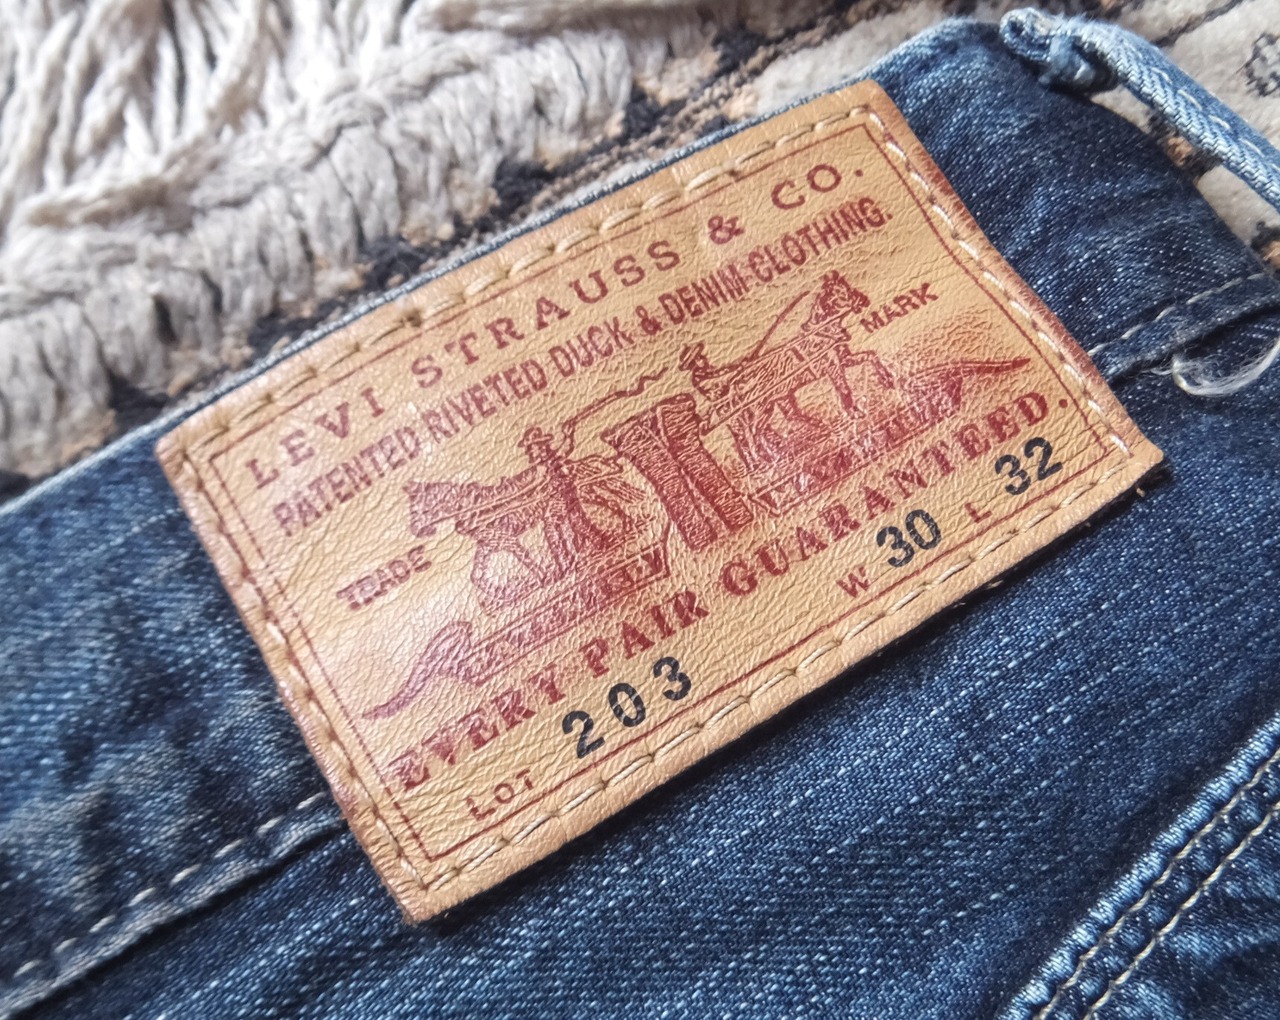 LEVI STRAUSS & CO.
PATENTED RIVETED DUCK & DENIM CLOTHING.
TRADE MARK
EVERY PAIR GUARANTEED.
LOT 203 W 30 L 32